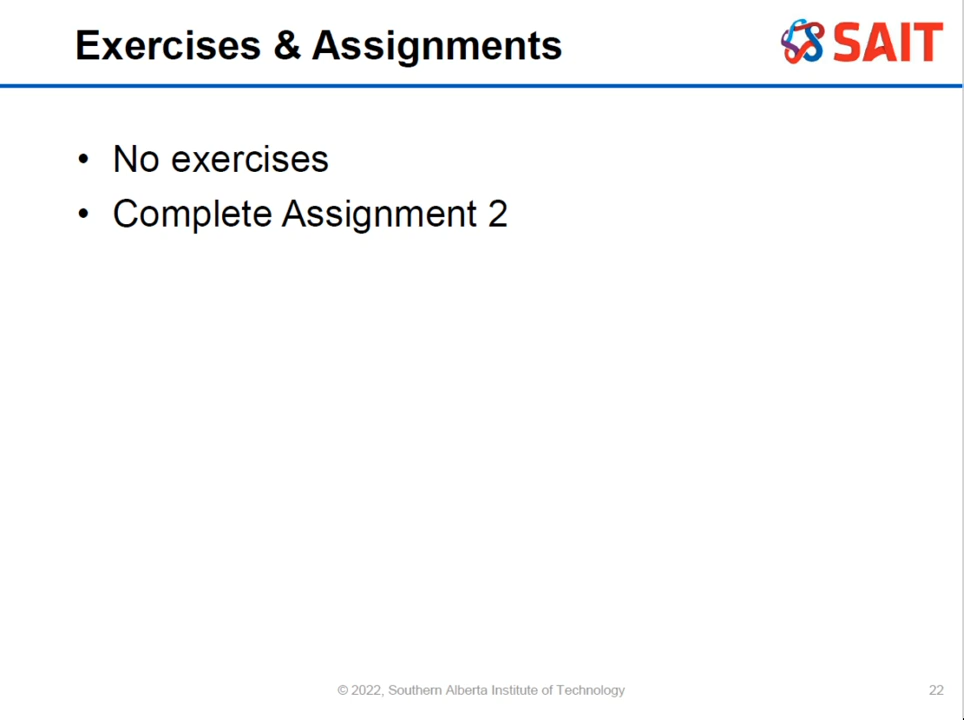 Exercises & Assignments
SAIT
• No exercises
• Complete Assignment 2
© 2022, Southern Alberta Institute of Technology
22